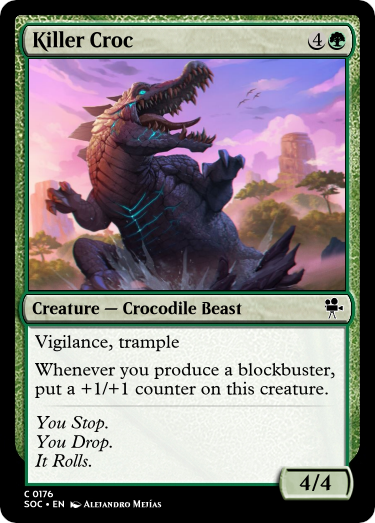 Killer Croc 4
Creature — Crocodile Beast
Vigilance, trample
Whenever you produce a blockbuster,
put a +1/+1 counter on this creature.
You Stop.
You Drop.
It Rolls.
4/4
C 0176
SOC • EN Alejandro Mejías